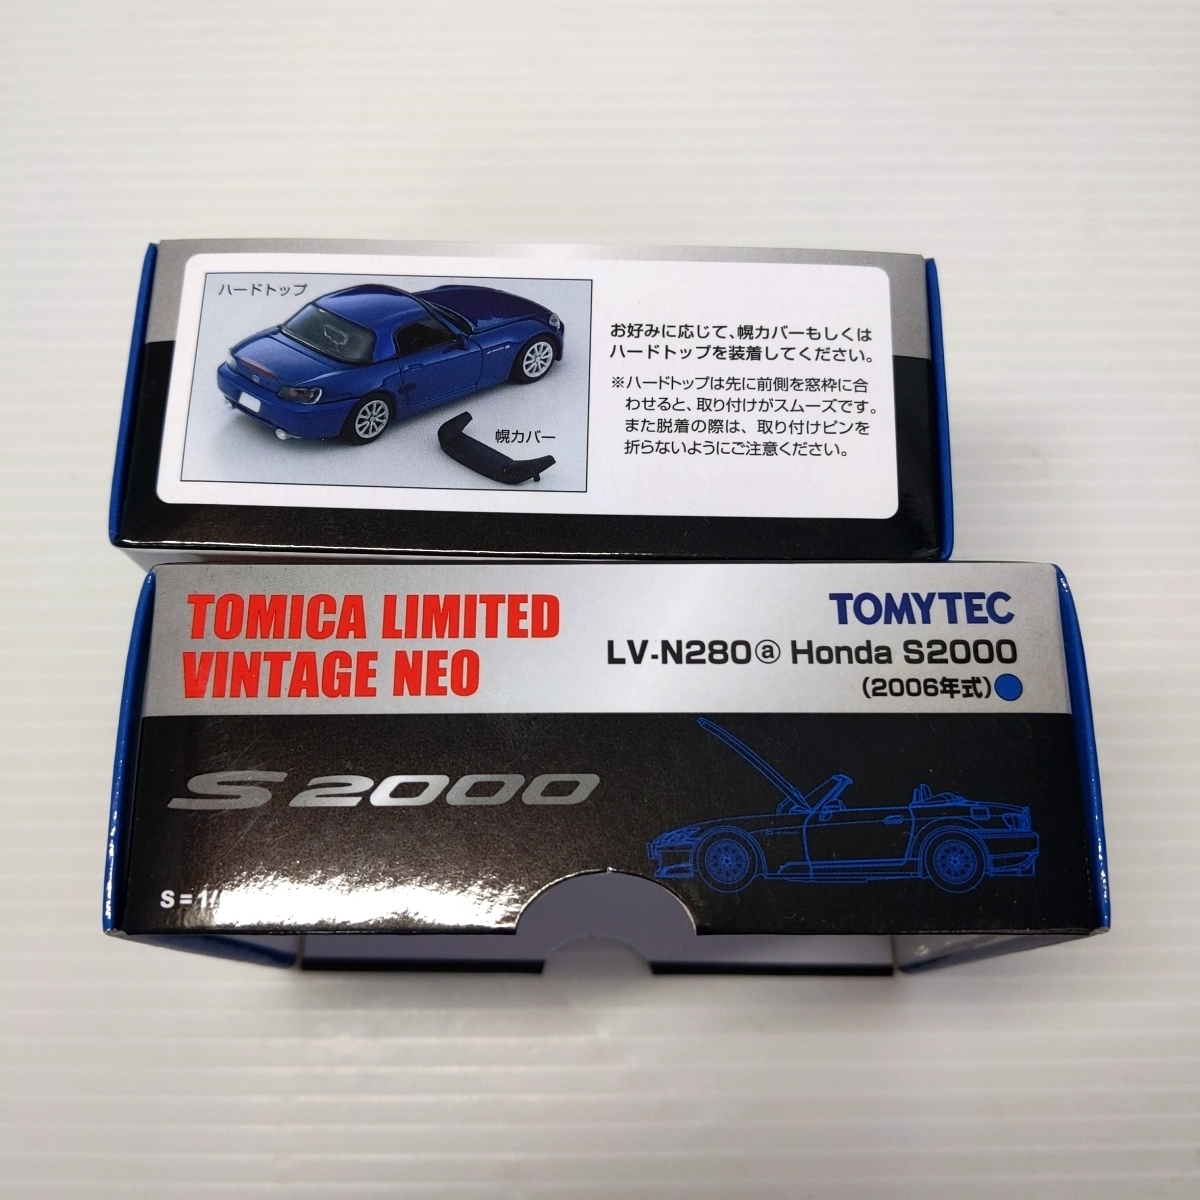 ハードトップ
幌カバー
お好みに応じて、幌カバーもしくは
ハードトップを装着してください。
※ハードトップは先に前側を窓枠に合
わせると、取り付けがスムーズです。
また脱着の際は、取り付けピンを
折らないようにご注意ください。
TOMICA LIMITED
VINTAGE NEO
TOMYTEC
LV-N280ⓐ Honda S2000
(2006年式)
S2000
S=1/